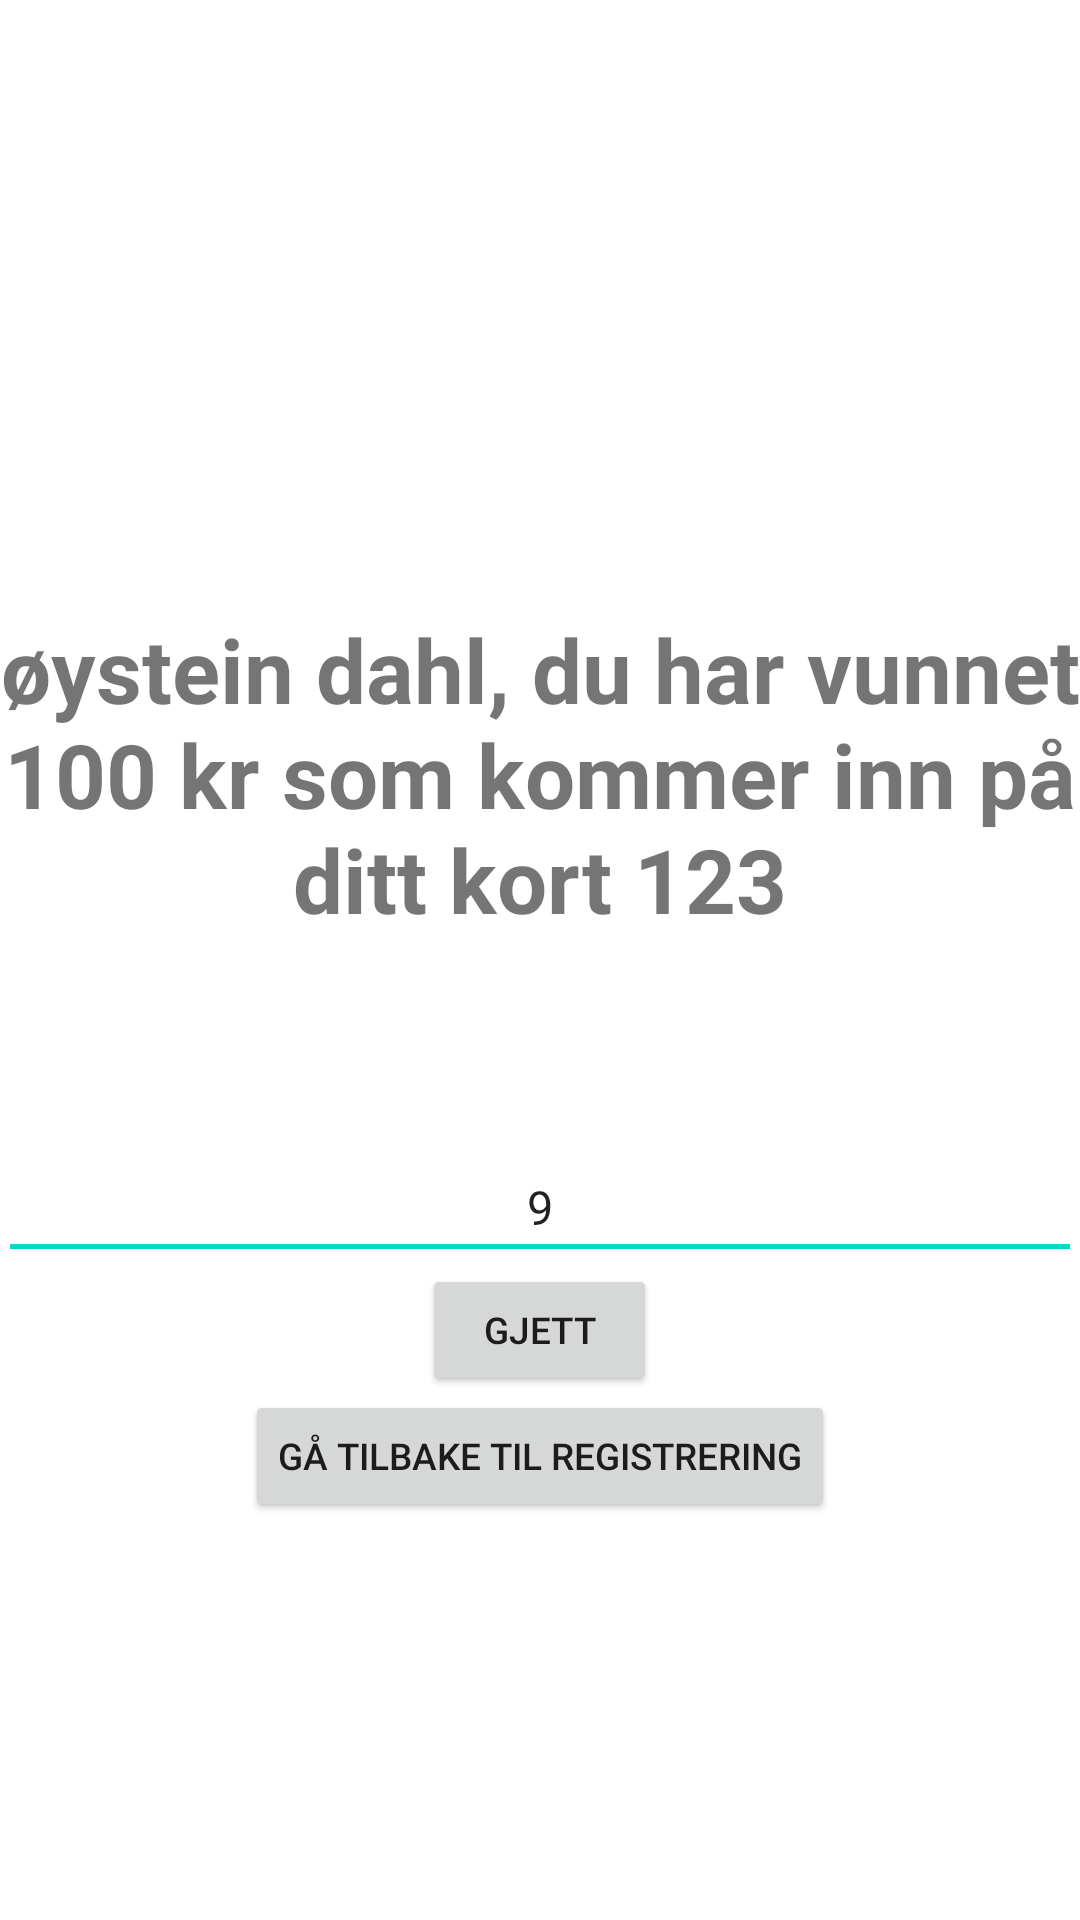 øystein dahl, du har vunnet
100 kr som kommer inn på
ditt kort 123
9
GJETT
GÅ TILBAKE TIL REGISTRERING